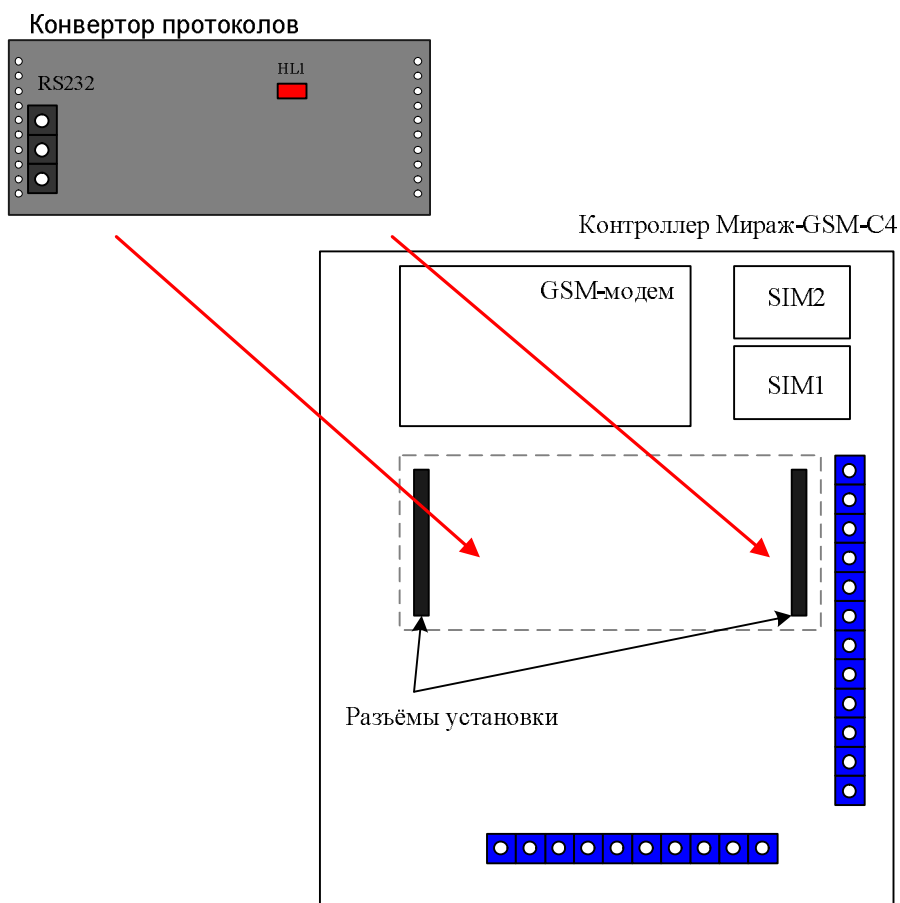 Конвертор протоколов
HL1
RS232
Контроллер Мираж-GSM-C4
GSM-модем
SIM2
SIM1
Разъёмы установки